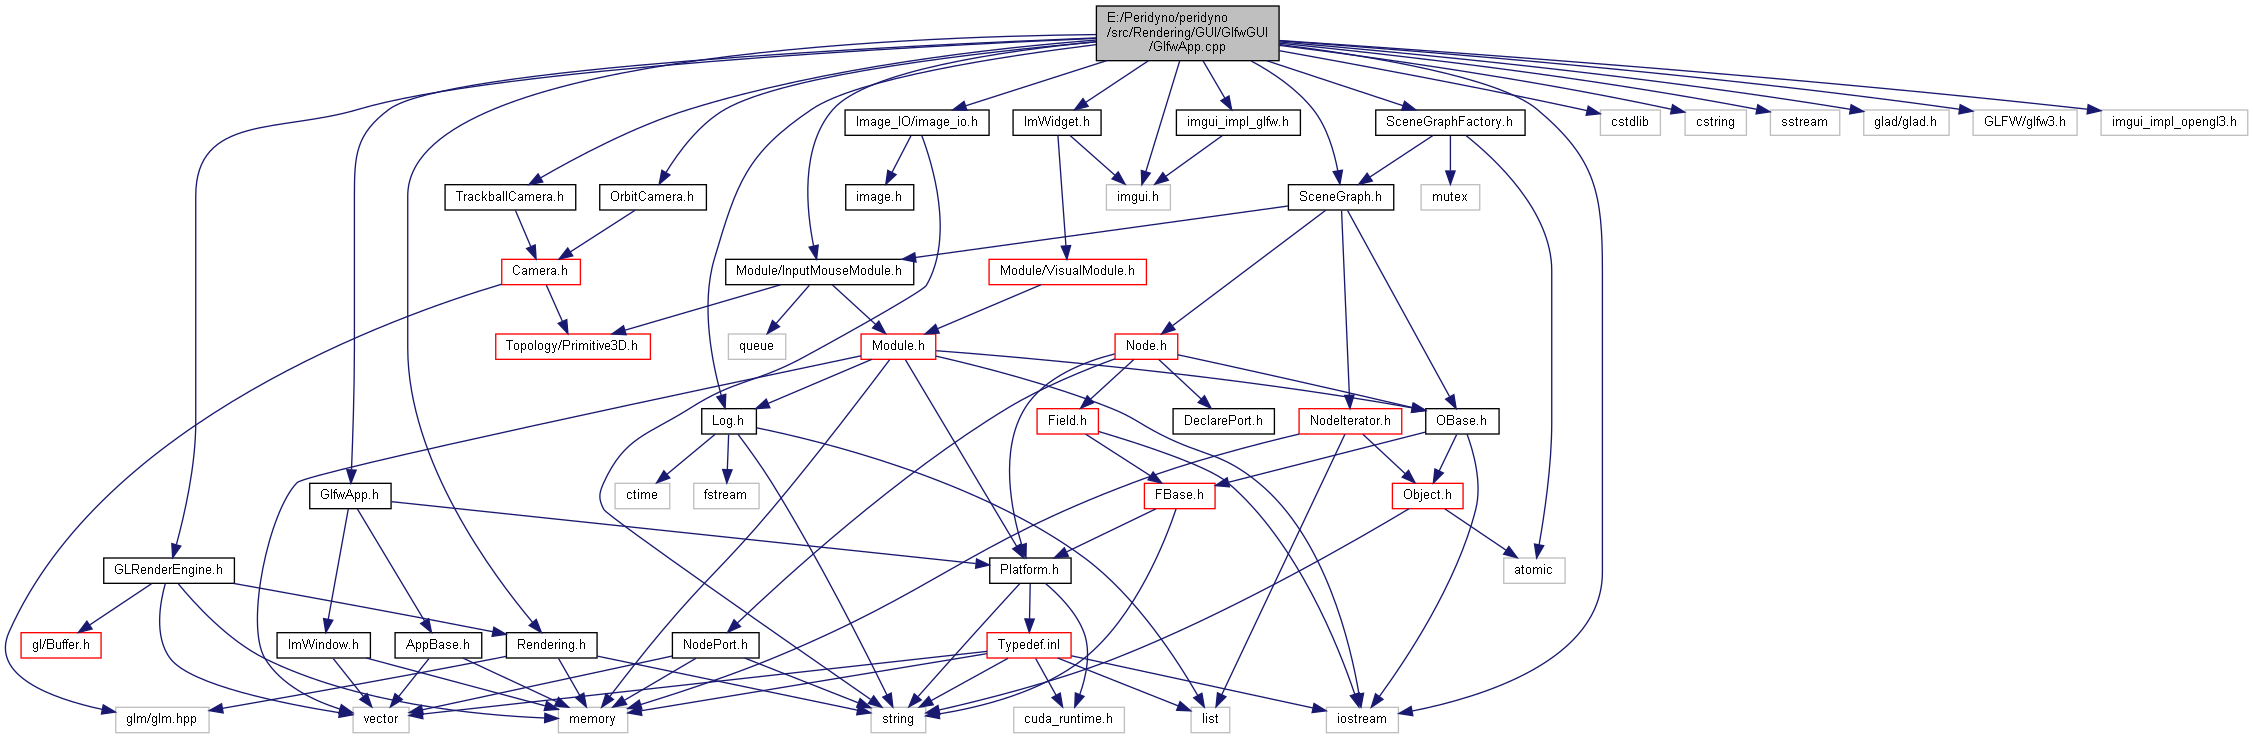 E:/Peridyno/peridyno
/src/Rendering/GUI/GlfwGUI
/GlfwApp.cpp
Image_IO/image_io.h
ImWidget.h
imgui_impl_glfw.h
SceneGraphFactory.h
cstdlib
cstring
sstream
glad/glad.h
GLFW/glfw3.h
imgui_impl_opengl3.h
TrackballCamera.h
OrbitCamera.h
image.h
imgui.h
SceneGraph.h
mutex
Camera.h
Module/InputMouseModule.h
Module/VisualModule.h
Topology/Primitive3D.h
queue
Module.h
Node.h
Log.h
Field.h
DeclarePort.h
NodeIterator.h
OBase.h
GlfwApp.h
ctime
fstream
FBase.h
Object.h
GLRenderEngine.h
Platform.h
atomic
gl/Buffer.h
ImWindow.h
AppBase.h
Rendering.h
NodePort.h
Typedef.inl
glm/glm.hpp
vector
memory
string
cuda_runtime.h
list
iostream